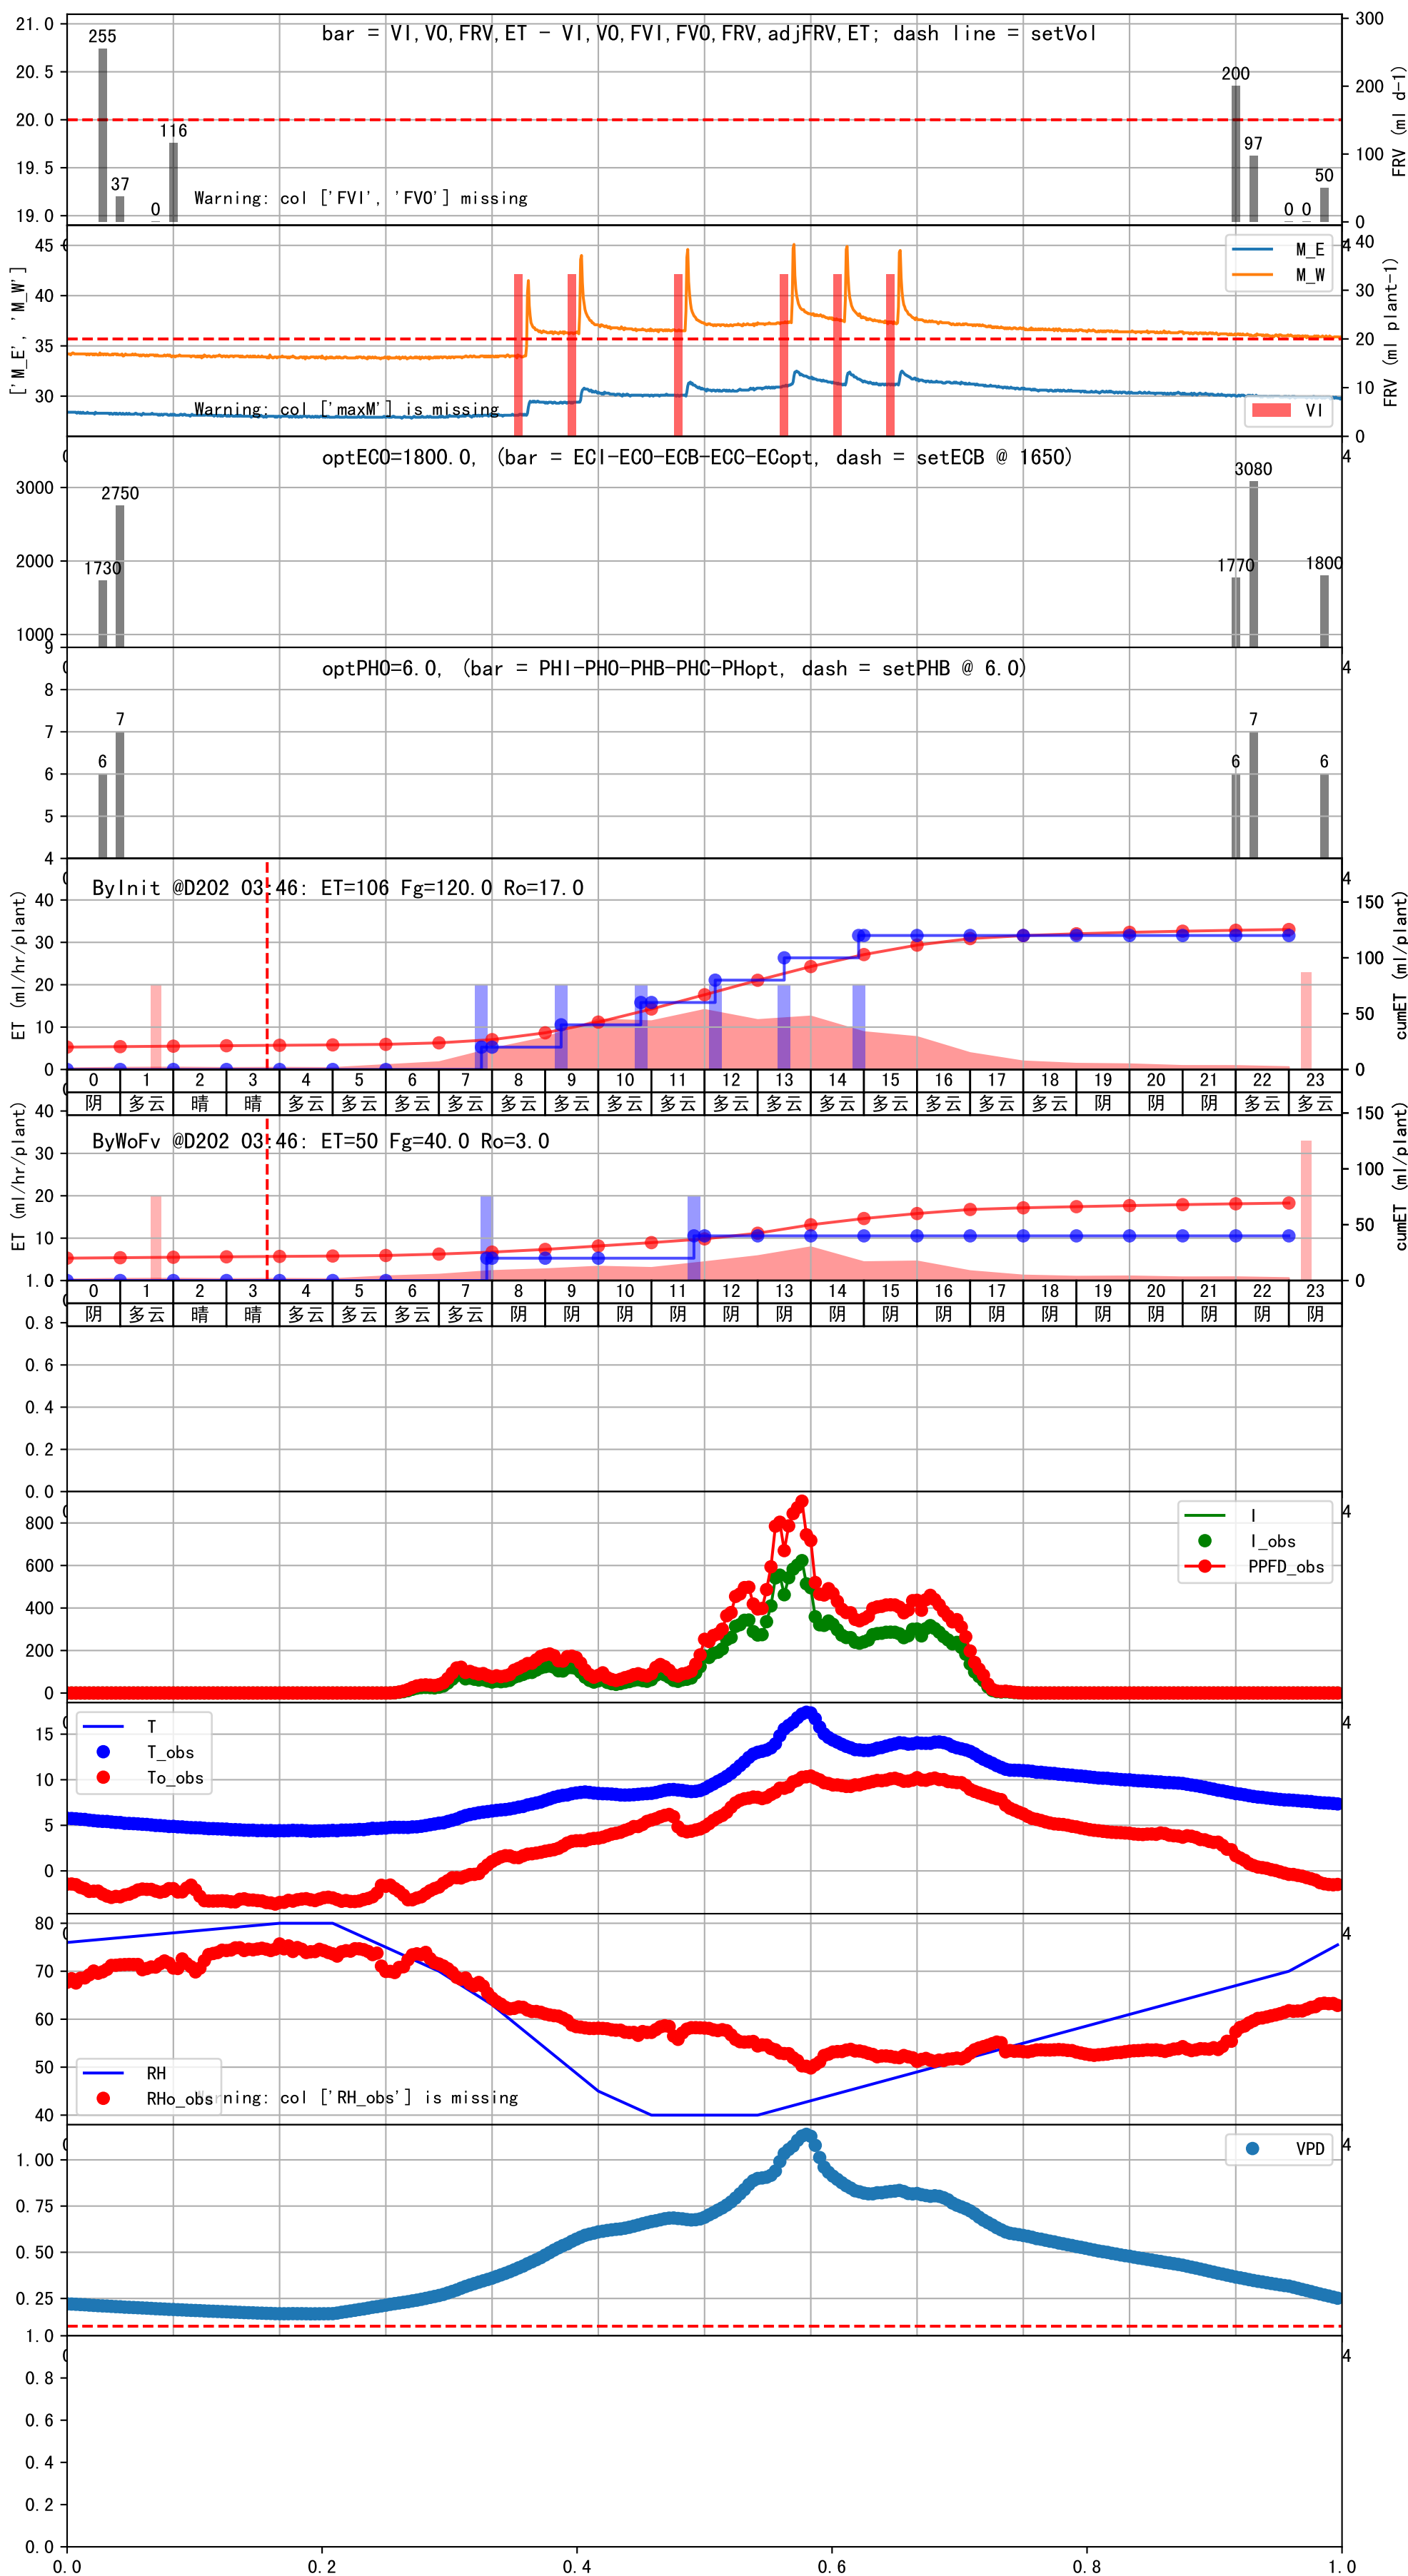 bar = VI,VO,FRV,ET - VI,VO,FVI,FVO,FRV,adjFRV,ET; dash line = setVol
21.0
20.5
20.0
19.5
19.0
300
200
100
0
FRV (ml d-1)
255
37
0
116
200
97
0
0
50
Warning: col ['FVI', 'FVO'] missing
['M_E', 'M_W']
45
40
35
30
40
30
20
10
0
FRV (ml plant-1)
M_E
M_W
VI
Warning: col ['maxM'] is missing
optECO=1800.0, (bar = ECI-ECO-ECB-ECC-ECopt, dash = setECB @ 1650)
3000
2000
1000
1730
2750
1770
3080
1800
optPHO=6.0, (bar = PHI-PHO-PHB-PHC-PHopt, dash = setPHB @ 6.0)
9
8
7
6
5
4
6
7
6
7
6
ByInit @D202 03:46: ET=106 Fg=120.0 Ro=17.0
ET (ml/hr/plant)
40
30
20
10
0
150
100
50
0
cumET (ml/plant)
0 1 2 3 4 5 6 7 8 9 10 11 12 13 14 15 16 17 18 19 20 21 22 23
阴 多云 晴 晴 多云 多云 多云 多云 多云 多云 多云 多云 多云 多云 多云 多云 多云 多云 多云 阴 阴 阴 多云 多云
ByWoFv @D202 03:46: ET=50 Fg=40.0 Ro=3.0
ET (ml/hr/plant)
40
30
20
10
150
100
50
0
cumET (ml/plant)
0 1 2 3 4 5 6 7 8 9 10 11 12 13 14 15 16 17 18 19 20 21 22 23
阴 多云 晴 晴 多云 多云 多云 多云 阴 阴 阴 阴 阴 阴 阴 阴 阴 阴 阴 阴 阴 阴 阴 阴
1.0
0.8
0.6
0.4
0.2
0.0
800
600
400
200
0
I
I_obs
PPFD_obs
15
10
5
0
T
T_obs
To_obs
80
70
60
50
40
RH
RHo_obs
rning: col ['RH_obs'] is missing
1.00
0.75
0.50
0.25
VPD
1.0
0.8
0.6
0.4
0.2
0.0
0.0 0.2 0.4 0.6 0.8 1.0